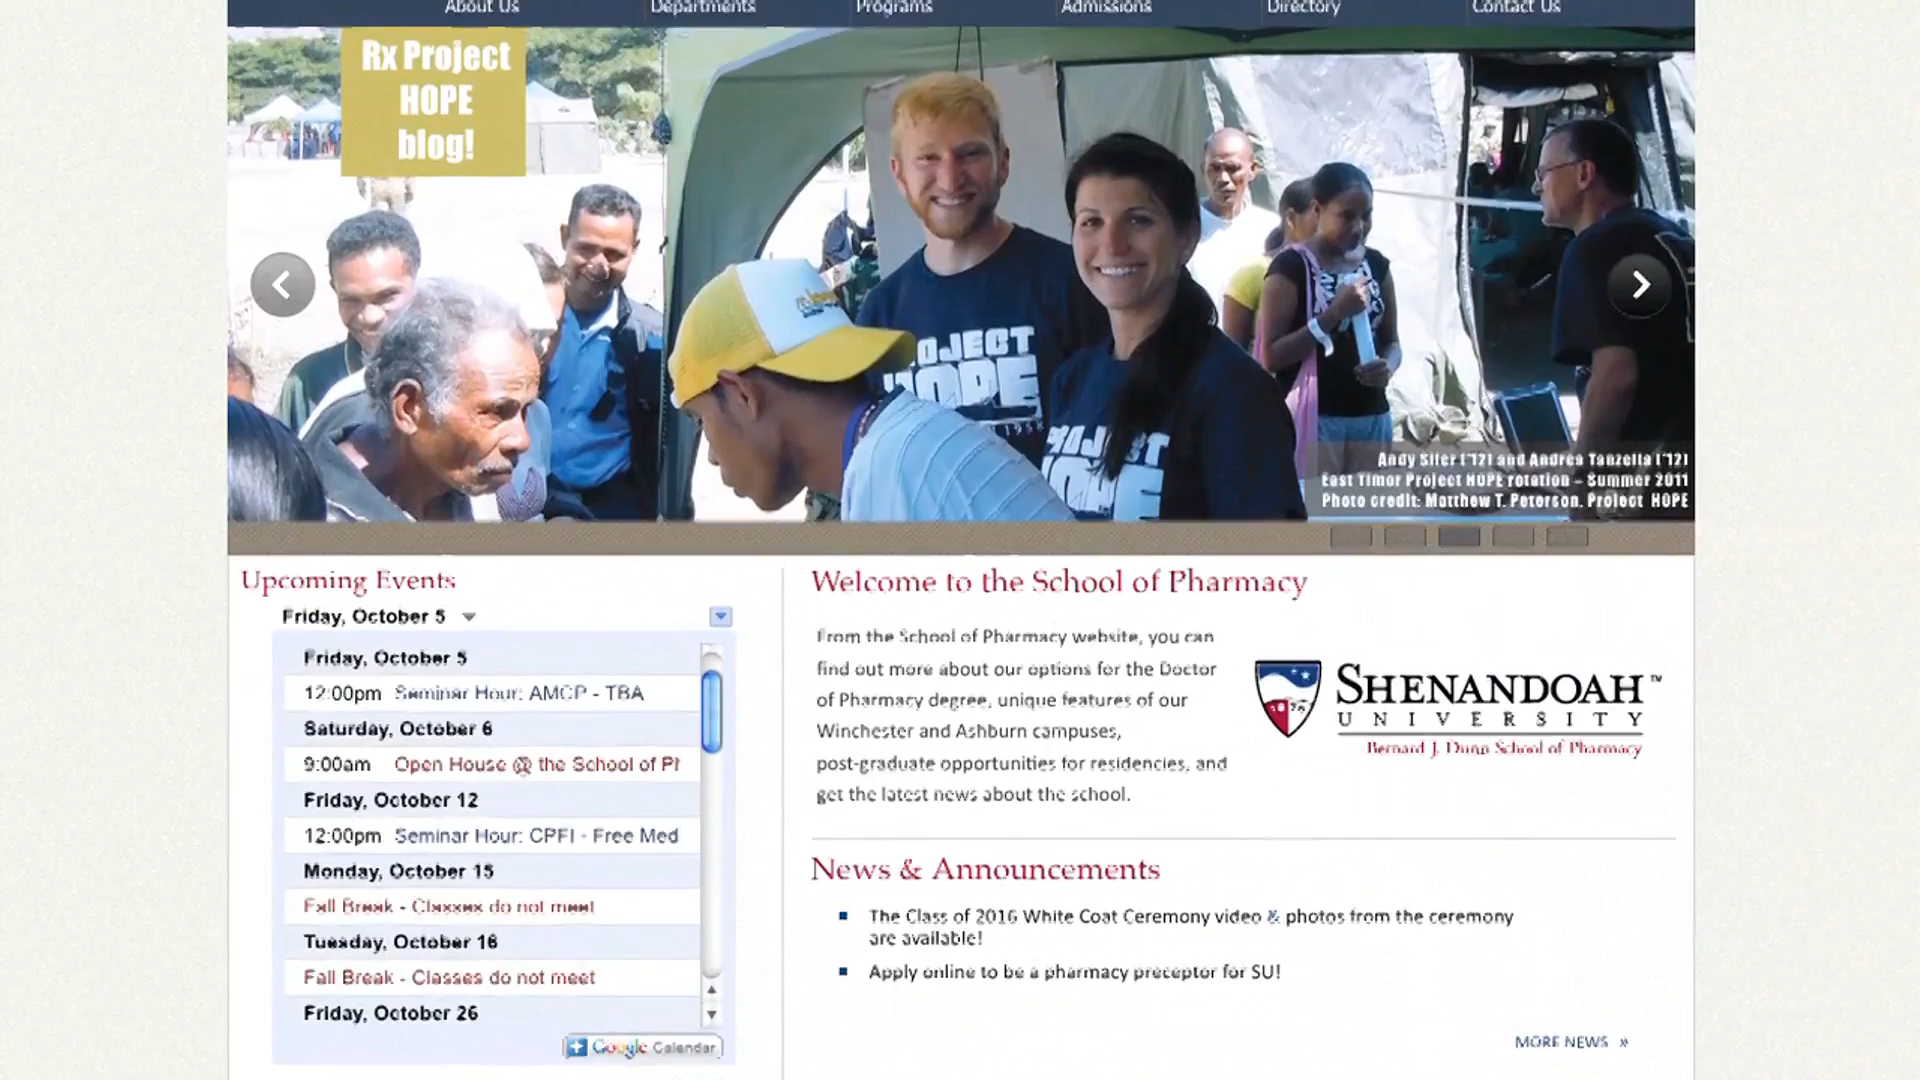 About Us
Departments
Programs
Admissions
Directory
Contact Us
Rx Project
HOPE
blog!
PROJECT
HOPE
Andy Sifer ('12) and Andrea Tanzella ('12)
East Timor Project HOPE rotation - Summer 2011
Photo credit: Matthew T. Peterson, Project HOPE
Upcoming Events
Friday, October 5
Friday, October 5
12:00pm Seminar Hour: AMCP - TBA
Saturday, October 6
9:00am Open House @ the School of Ph
Friday, October 12
12:00pm Seminar Hour: CPFI - Free Med
Monday, October 15
Fall Break - Classes do not meet
Tuesday, October 16
Fall Break - Classes do not meet
Friday, October 26
Google Calendar
Welcome to the School of Pharmacy
From the School of Pharmacy website, you can
find out more about our options for the Doctor
of Pharmacy degree, unique features of our
Winchester and Ashburn campuses,
post-graduate opportunities for residencies, and
get the latest news about the school.
SHENANDOAH™
UNIVERSITY
Bernard J. Dunn School of Pharmacy
News & Announcements
The Class of 2016 White Coat Ceremony video & photos from the ceremony
are available!
Apply online to be a pharmacy preceptor for SU!
MORE NEWS »